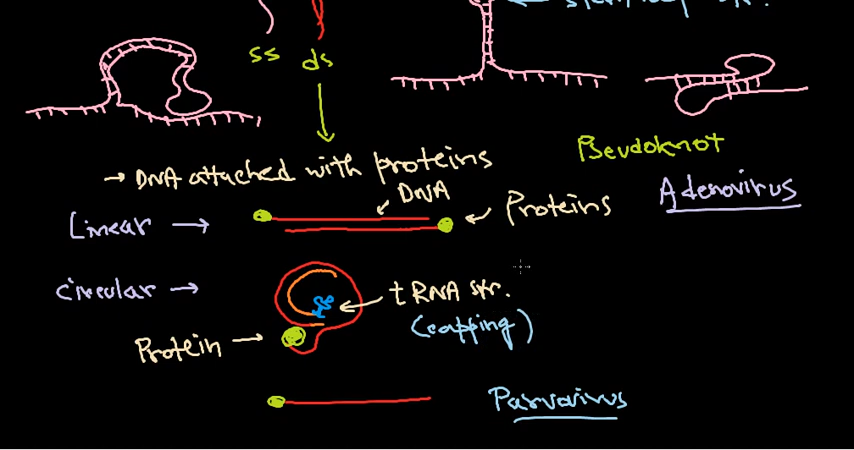 ss
ds
Pseudoknot
→ DNA attached with proteins
DNA
Adenovirus
Linear →
Proteins
Circular →
tRNA str.
(capping)
Protein →
Parvovirus